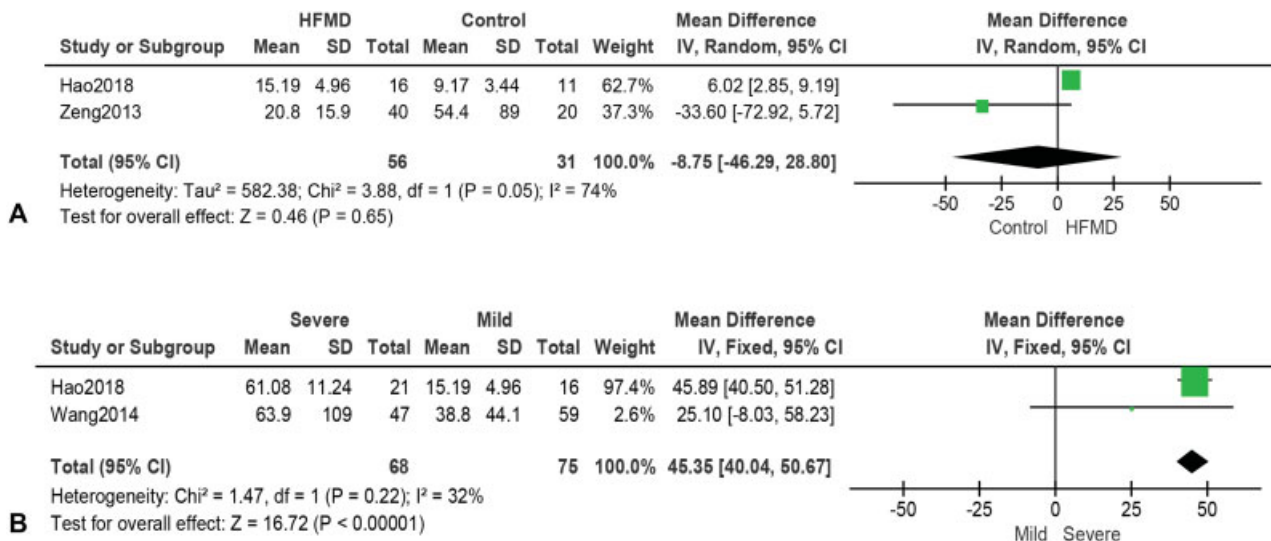 HFMD Control Mean Difference Mean Difference
Study or Subgroup Mean SD Total Mean SD Total Weight IV, Random, 95% CI IV, Random, 95% CI
Hao2018 15.19 4.96 16 9.17 3.44 11 62.7% 6.02 [2.85, 9.19]
Zeng2013 20.8 15.9 40 54.4 89 20 37.3% -33.60 [-72.92, 5.72]
Total (95% CI) 56 31 100.0% -8.75 [-46.29, 28.80]
Heterogeneity: Tau² = 582.38; Chi² = 3.88, df = 1 (P = 0.05); I² = 74%
Test for overall effect: Z = 0.46 (P = 0.65)
-50 -25 0 25 50
Control HFMD
A
Severe Mild Mean Difference Mean Difference
Study or Subgroup Mean SD Total Mean SD Total Weight IV, Fixed, 95% CI IV, Fixed, 95% CI
Hao2018 61.08 11.24 21 15.19 4.96 16 97.4% 45.89 [40.50, 51.28]
Wang2014 63.9 109 47 38.8 44.1 59 2.6% 25.10 [-8.03, 58.23]
Total (95% CI) 68 75 100.0% 45.35 [40.04, 50.67]
Heterogeneity: Chi² = 1.47, df = 1 (P = 0.22); I² = 32%
Test for overall effect: Z = 16.72 (P < 0.00001)
-50 -25 0 25 50
Mild Severe
B